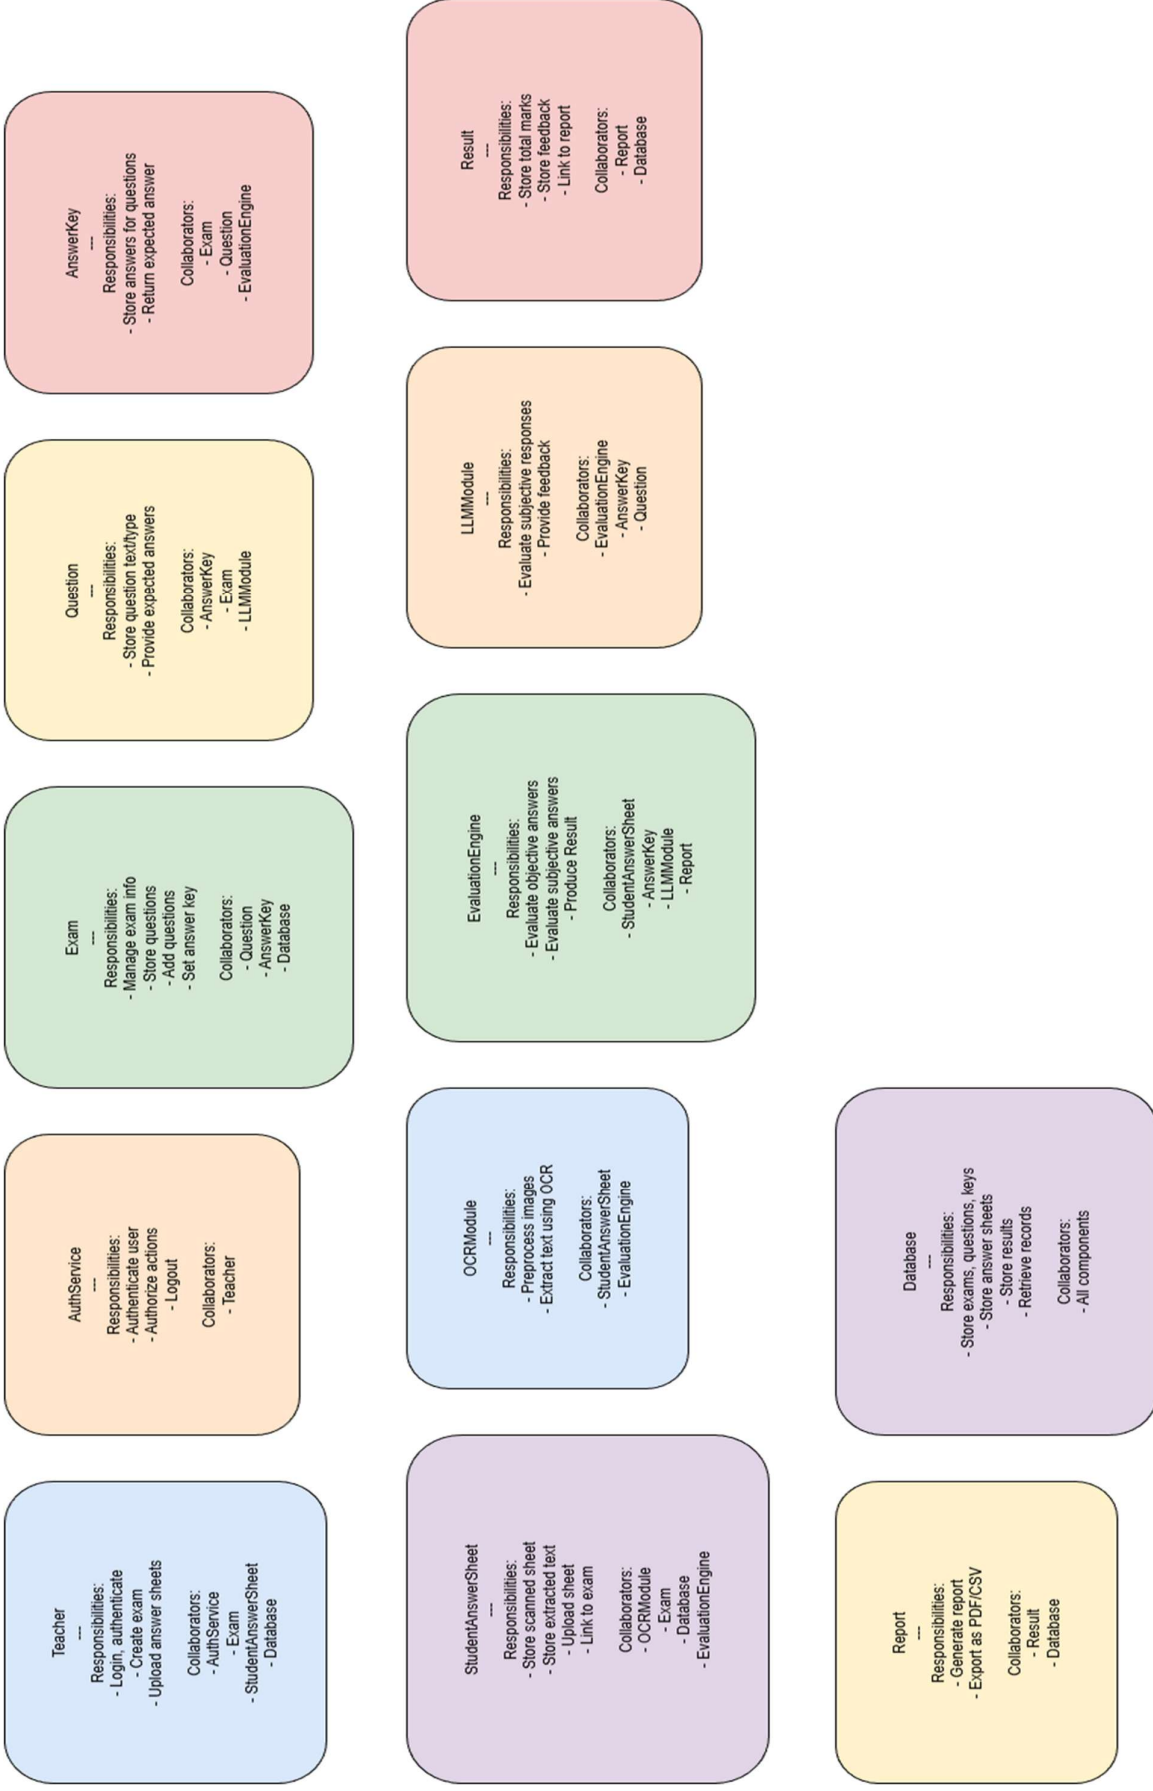 Teacher
---
Responsibilities:
- Login, authenticate
- Create exam
- Upload answer sheets
Collaborators:
- AuthService
- Exam
- StudentAnswerSheet
- Database
AuthService
---
Responsibilities:
- Authenticate user
- Authorize actions
- Logout
Collaborators:
- Teacher
Exam
---
Responsibilities:
- Manage exam info
- Store questions
- Add questions
- Set answer key
Collaborators:
- Question
- AnswerKey
- Database
Question
---
Responsibilities:
- Store question text/type
- Provide expected answers
Collaborators:
- AnswerKey
- Exam
- LLMModule
AnswerKey
---
Responsibilities:
- Store answers for questions
- Return expected answer
Collaborators:
- Exam
- Question
- EvaluationEngine
StudentAnswerSheet
---
Responsibilities:
- Store scanned sheet
- Store extracted text
- Upload sheet
- Link to exam
Collaborators:
- OCRModule
- Exam
- Database
- EvaluationEngine
OCRModule
---
Responsibilities:
- Preprocess images
- Extract text using OCR
Collaborators:
- StudentAnswerSheet
- EvaluationEngine
EvaluationEngine
---
Responsibilities:
- Evaluate objective answers
- Evaluate subjective answers
- Produce Result
Collaborators:
- StudentAnswerSheet
- AnswerKey
- LLMModule
- Report
LLMModule
---
Responsibilities:
- Evaluate subjective responses
- Provide feedback
Collaborators:
- EvaluationEngine
- AnswerKey
- Question
Result
---
Responsibilities:
- Store total marks
- Store feedback
- Link to report
Collaborators:
- Report
- Database
Report
---
Responsibilities:
- Generate report
- Export as PDF/CSV
Collaborators:
- Result
- Database
Database
---
Responsibilities:
- Store exams, questions, keys
- Store answer sheets
- Store results
- Retrieve records
Collaborators:
- All components